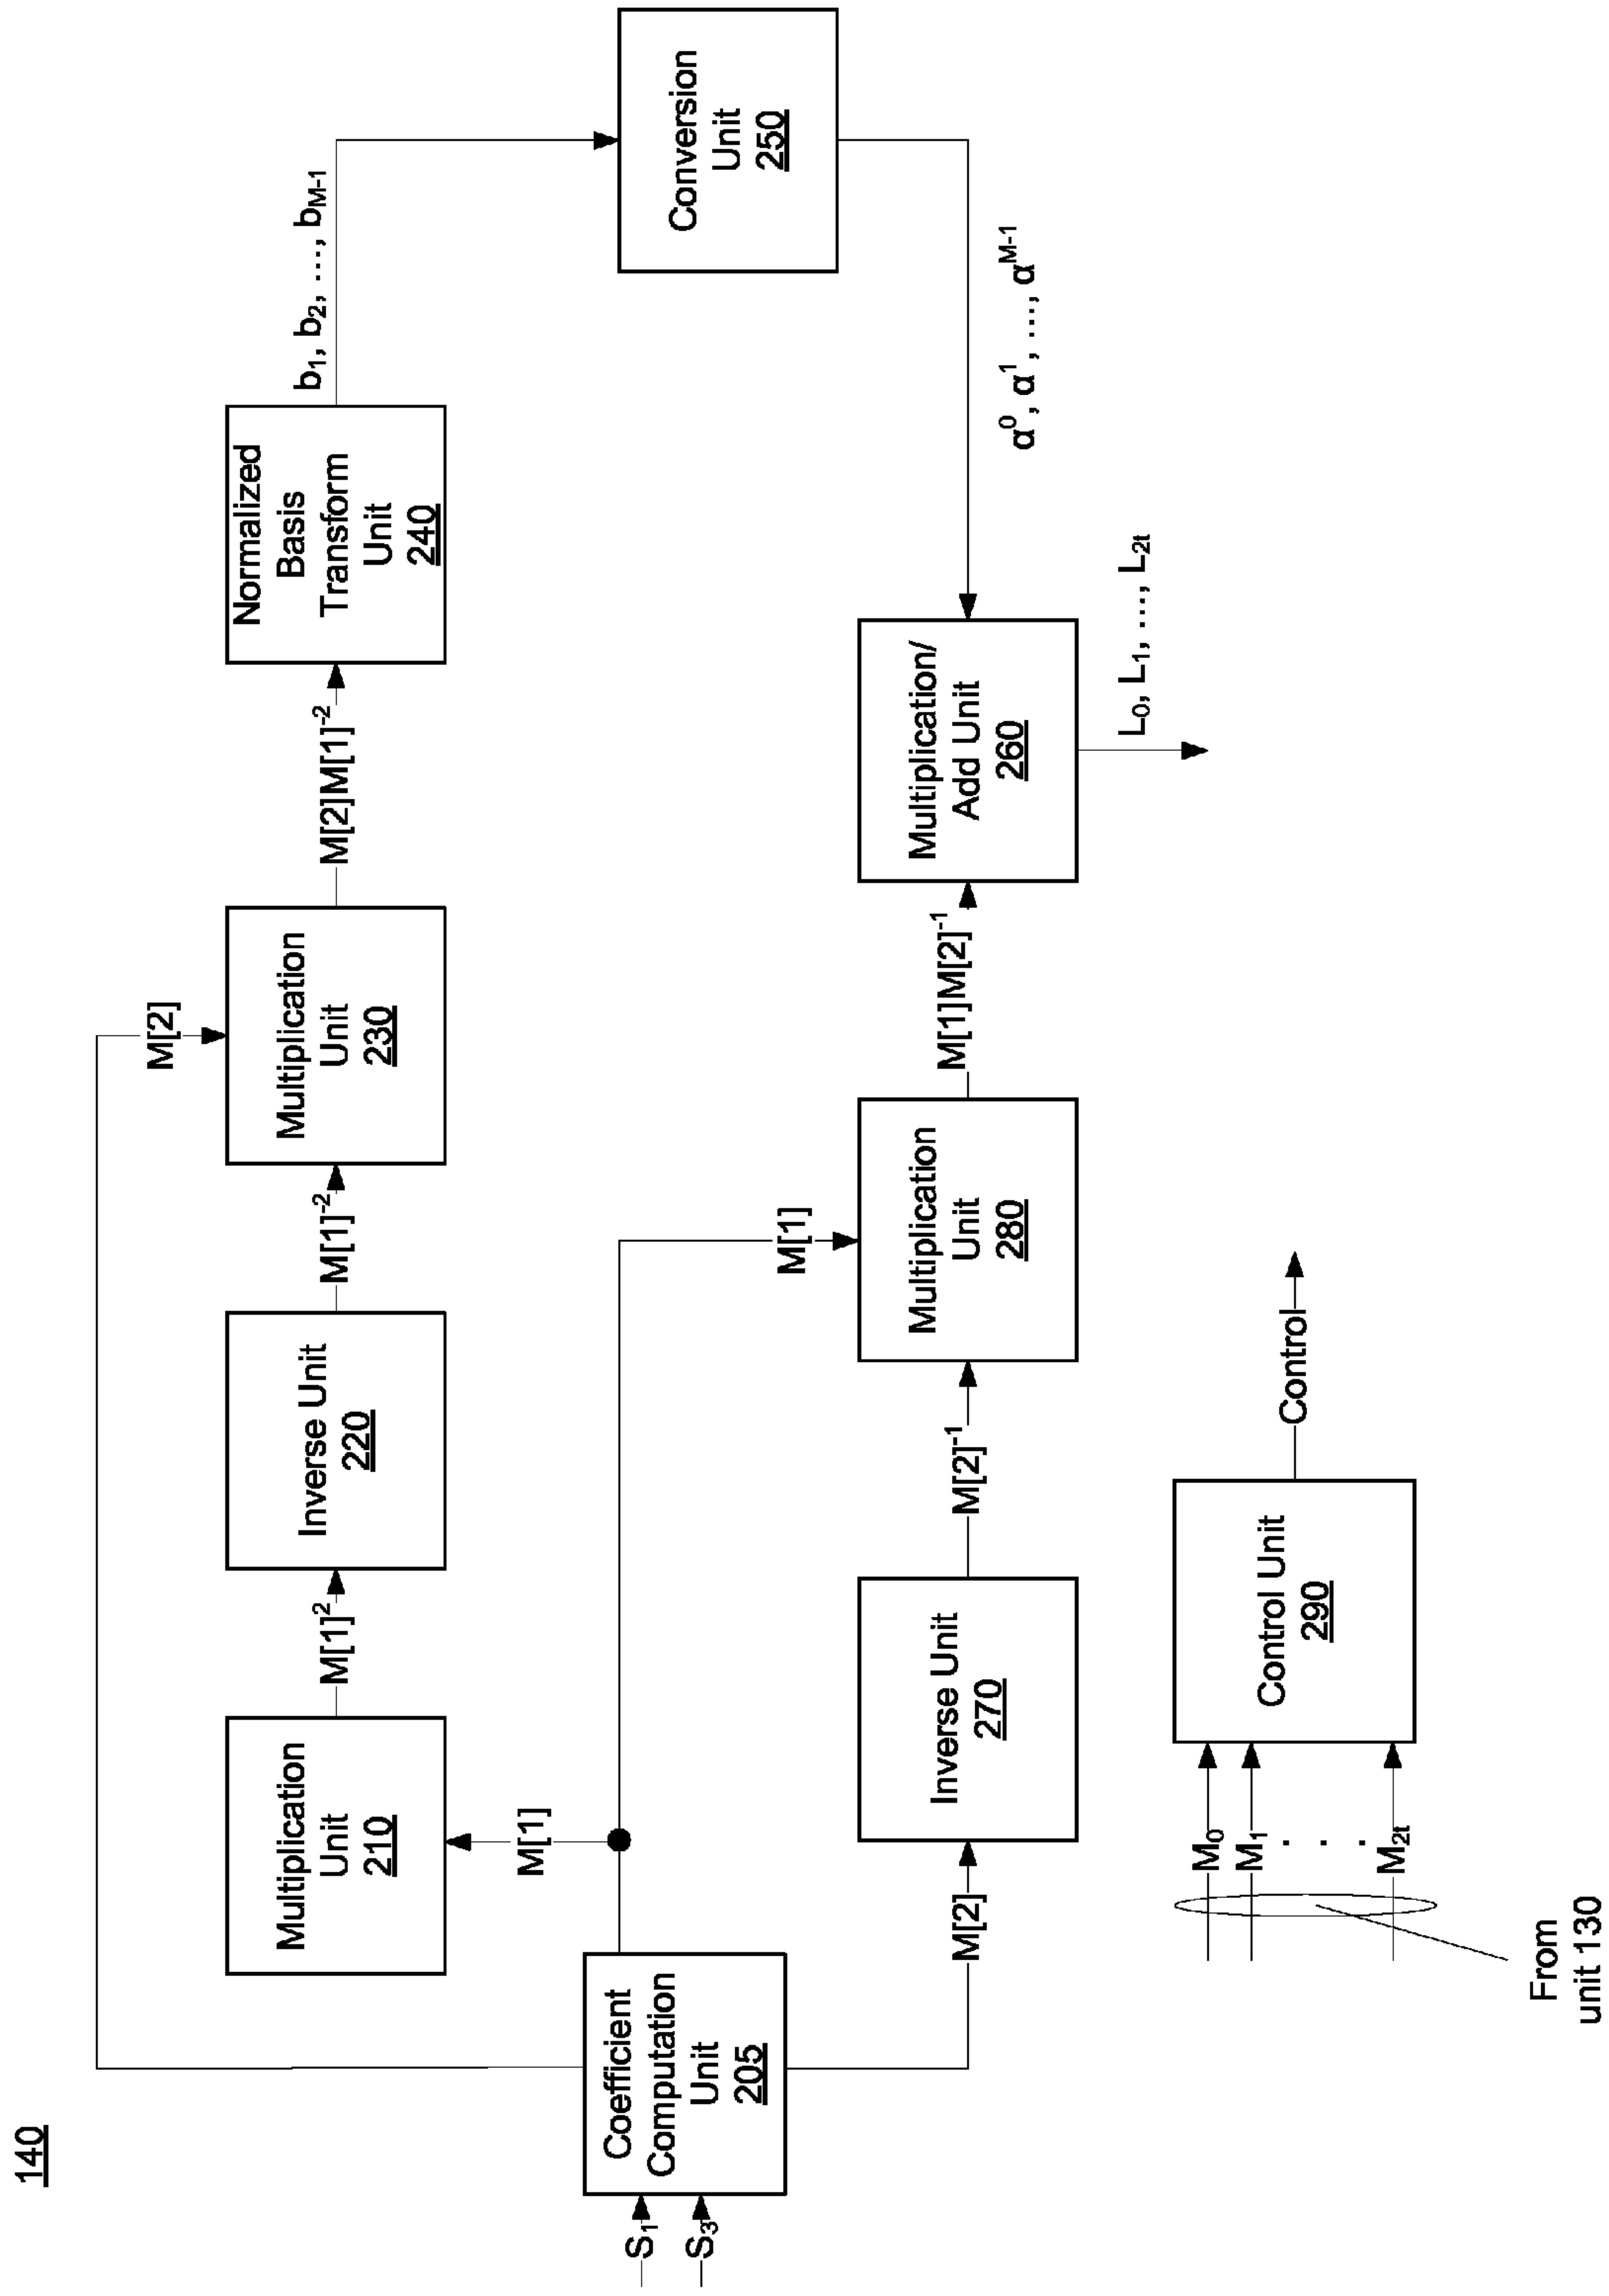 140
S₁
S₃
Coefficient
Computation
Unit
205
M[2]
M[1]
M[2]
M[1]
Multiplication
Unit
210
M[1]²
Inverse Unit
220
M[1]⁻²
Multiplication
Unit
230
M[2]M[1]⁻²
Normalized
Basis
Transform
Unit
240
b₁, b₂, ..., b_M-1
Conversion
Unit
250
α⁰, α¹, ..., α^M-1
Inverse Unit
270
M[2]⁻¹
Multiplication
Unit
280
M[1]M[2]⁻¹
Multiplication/
Add Unit
260
L₀, L₁, ..., L₂t
M₀
M₁
. . .
M₂t
From
unit 130
Control Unit
290
Control